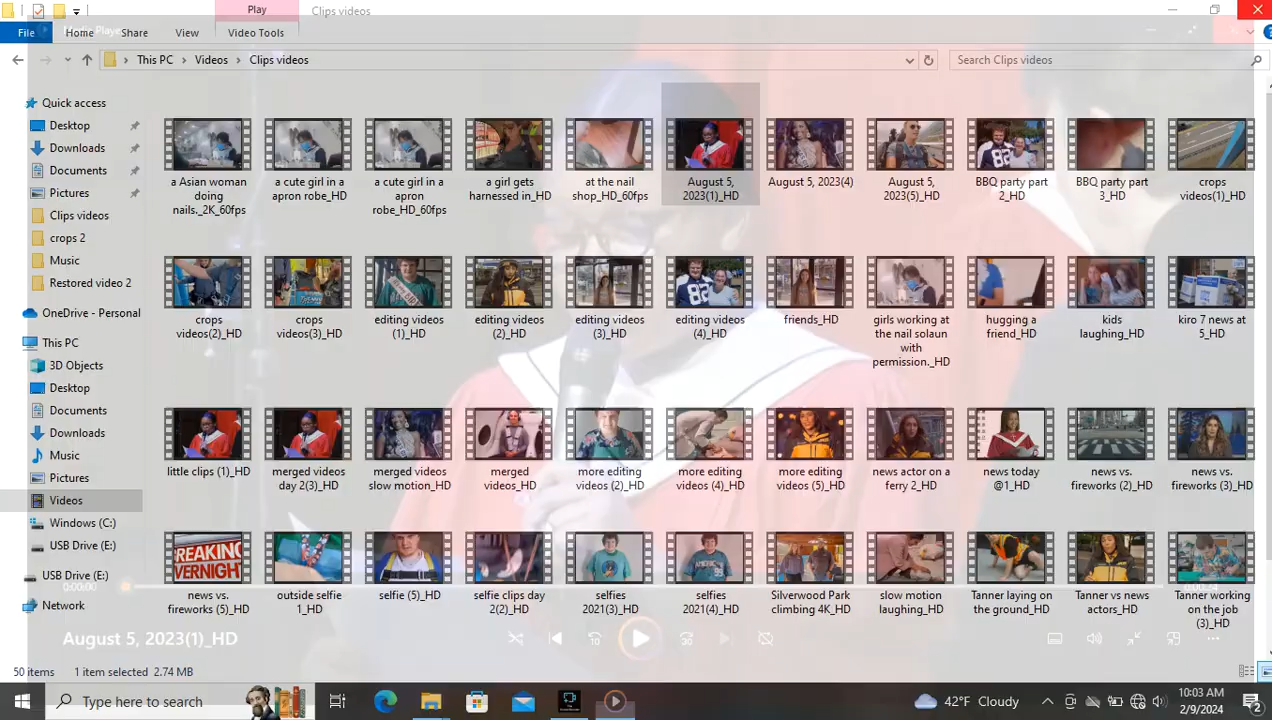 Play
Clips videos
File
Home
Share
View
Video Tools
This PC
Videos
Clips videos
Search Clips videos
Quick access
Desktop
Downloads
Documents
Pictures
Clips videos
crops 2
Music
Restored video 2
OneDrive - Personal
This PC
3D Objects
Desktop
Documents
Downloads
Music
Pictures
Videos
Windows (C:)
USB Drive (E:)
USB Drive (E:)
Network
a Asian woman
doing
nails._2K_60fps
a cute girl in a
apron robe_HD
a cute girl in a
apron
robe_HD_60fps
a girl gets
harnessed in_HD
at the nail
shop_HD_60fps
August 5,
2023(1)_HD
August 5, 2023(4)
August 5,
2023(5)_HD
BBQ party part
2_HD
BBQ party part
3_HD
crops
videos(1)_HD
crops
videos(2)_HD
crops
videos(3)_HD
editing videos
(1)_HD
editing videos
(2)_HD
editing videos
(3)_HD
editing videos
(4)_HD
friends_HD
girls working at
the nail solaun
with
permission._HD
hugging a
friend_HD
kids
laughing_HD
kiro 7 news at
5_HD
little clips (1)_HD
merged videos
day 2(3)_HD
merged videos
slow motion_HD
merged
videos_HD
more editing
videos (2)_HD
more editing
videos (4)_HD
more editing
videos (5)_HD
news actor on a
ferry 2_HD
news today
@1_HD
news vs.
fireworks (2)_HD
news vs.
fireworks (3)_HD
BREAKING
OVERNIGHT
news vs.
fireworks (5)_HD
outside selfie
1_HD
selfie (5)_HD
selfie clips day
2(2)_HD
selfies
2021(3)_HD
selfies
2021(4)_HD
Silverwood Park
climbing 4K_HD
slow motion
laughing_HD
Tanner laying on
the ground_HD
Tanner vs news
actors_HD
Tanner working
on the job
(3)_HD
0:00:00
August 5, 2023(1)_HD
10
30
50 items
1 item selected 2.74 MB
Type here to search
42°F Cloudy
10:03 AM
2/9/2024
2